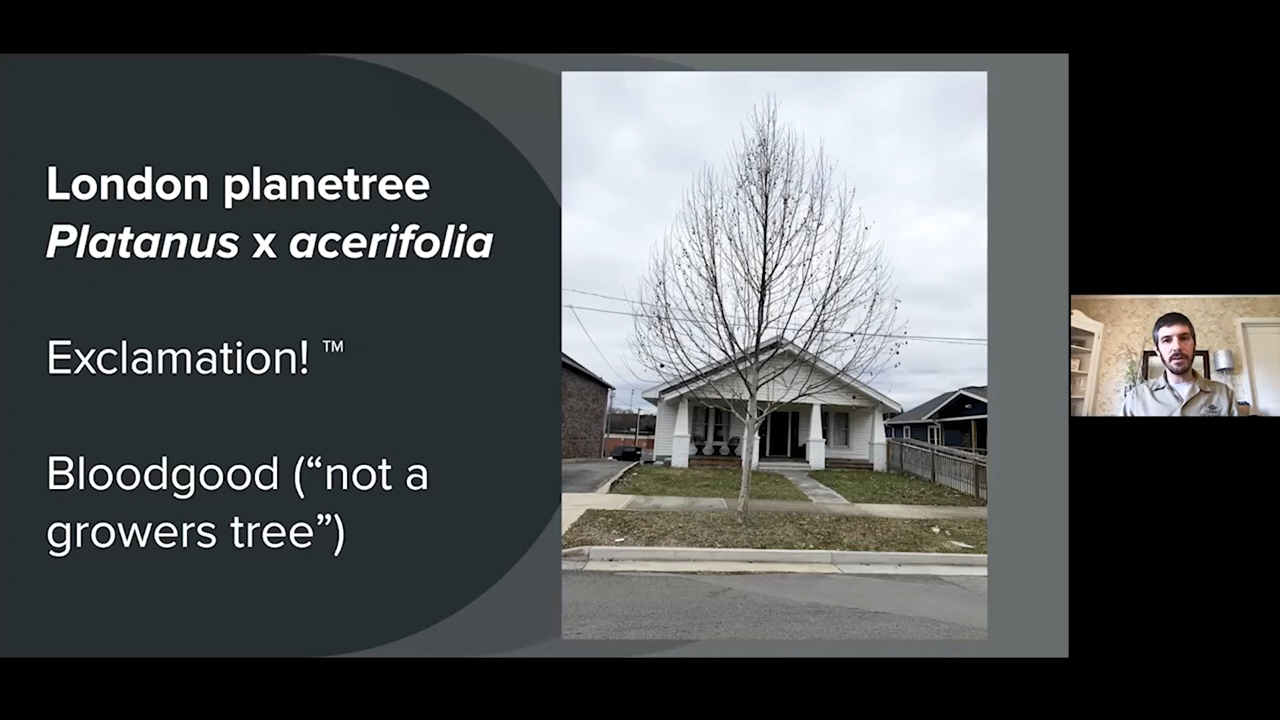 London planetree
Platanus x acerifolia
Exclamation! ™
Bloodgood (“not a
growers tree”)